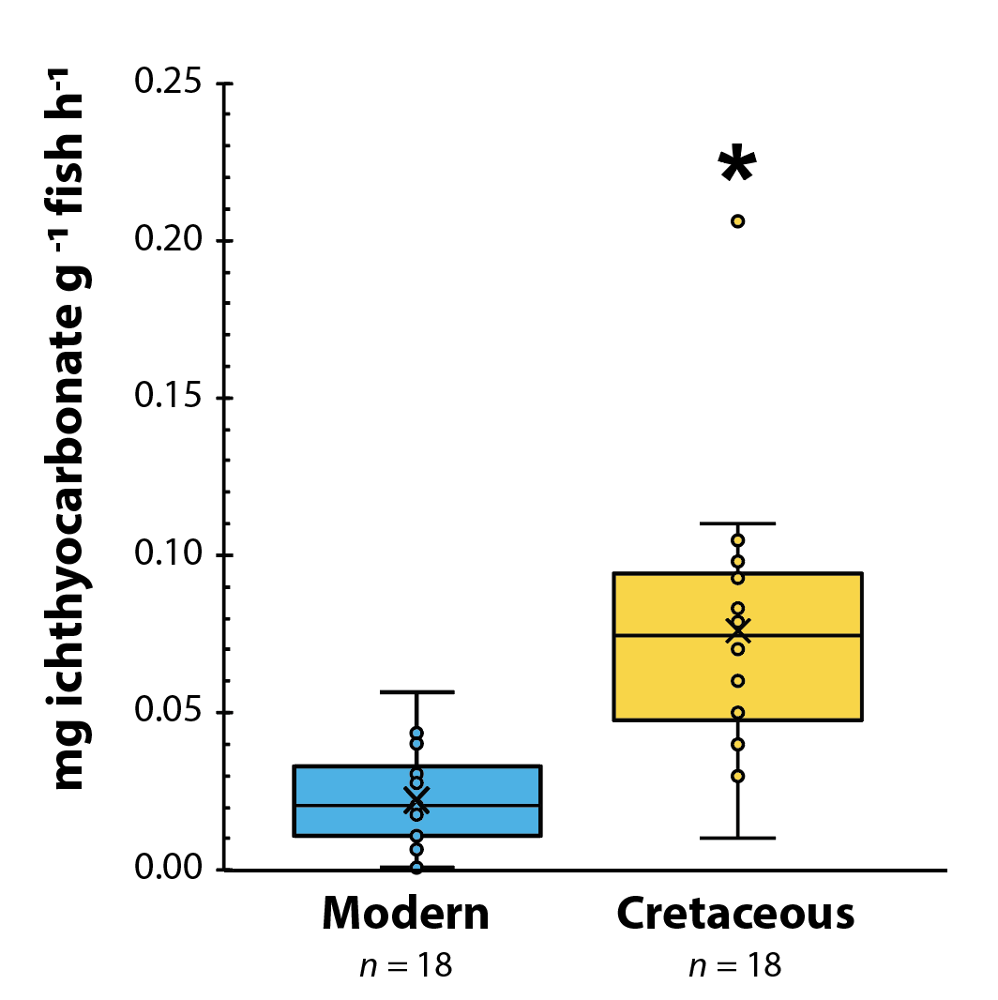 mg ichthyocarbonate g ⁻¹ fish h⁻¹
0.25
0.20
0.15
0.10
0.05
0.00
*
Modern
n = 18
Cretaceous
n = 18